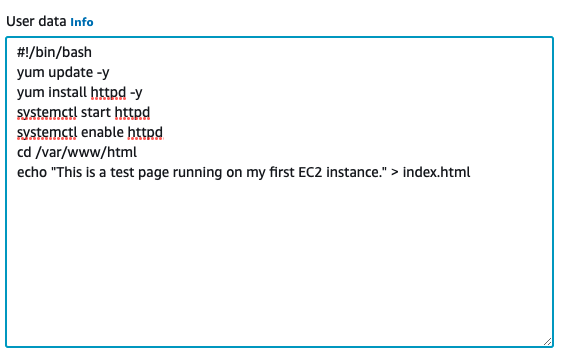 User data Info
#!/bin/bash
yum update -y
yum install httpd -y
systemctl start httpd
systemctl enable httpd
cd /var/www/html
echo "This is a test page running on my first EC2 instance." > index.html